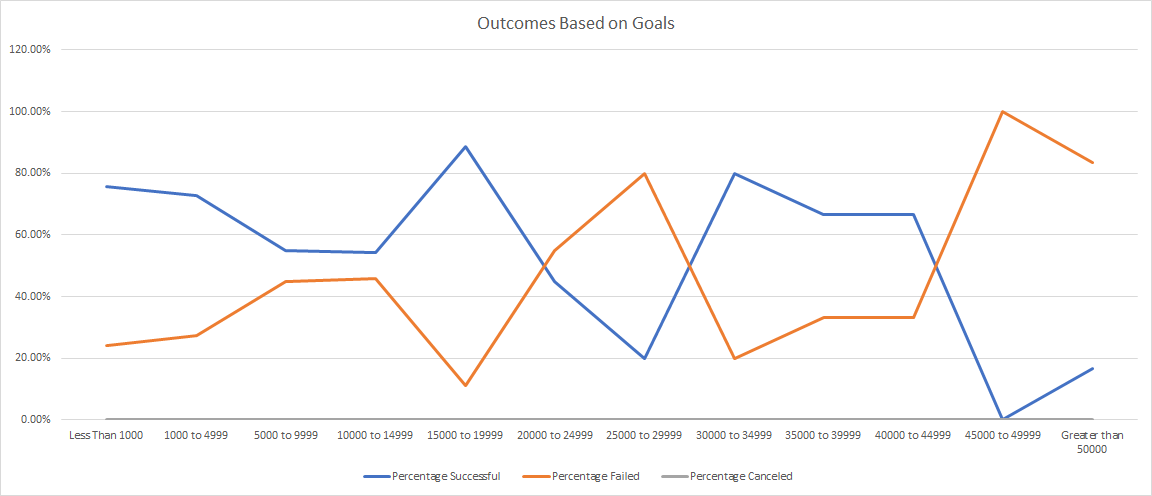 Outcomes Based on Goals
120.00%
100.00%
80.00%
60.00%
40.00%
20.00%
0.00%
Less Than 1000
1000 to 4999
5000 to 9999
10000 to 14999
15000 to 19999
20000 to 24999
25000 to 29999
30000 to 34999
35000 to 39999
40000 to 44999
45000 to 49999
Greater than
50000
Percentage Successful
Percentage Failed
Percentage Canceled